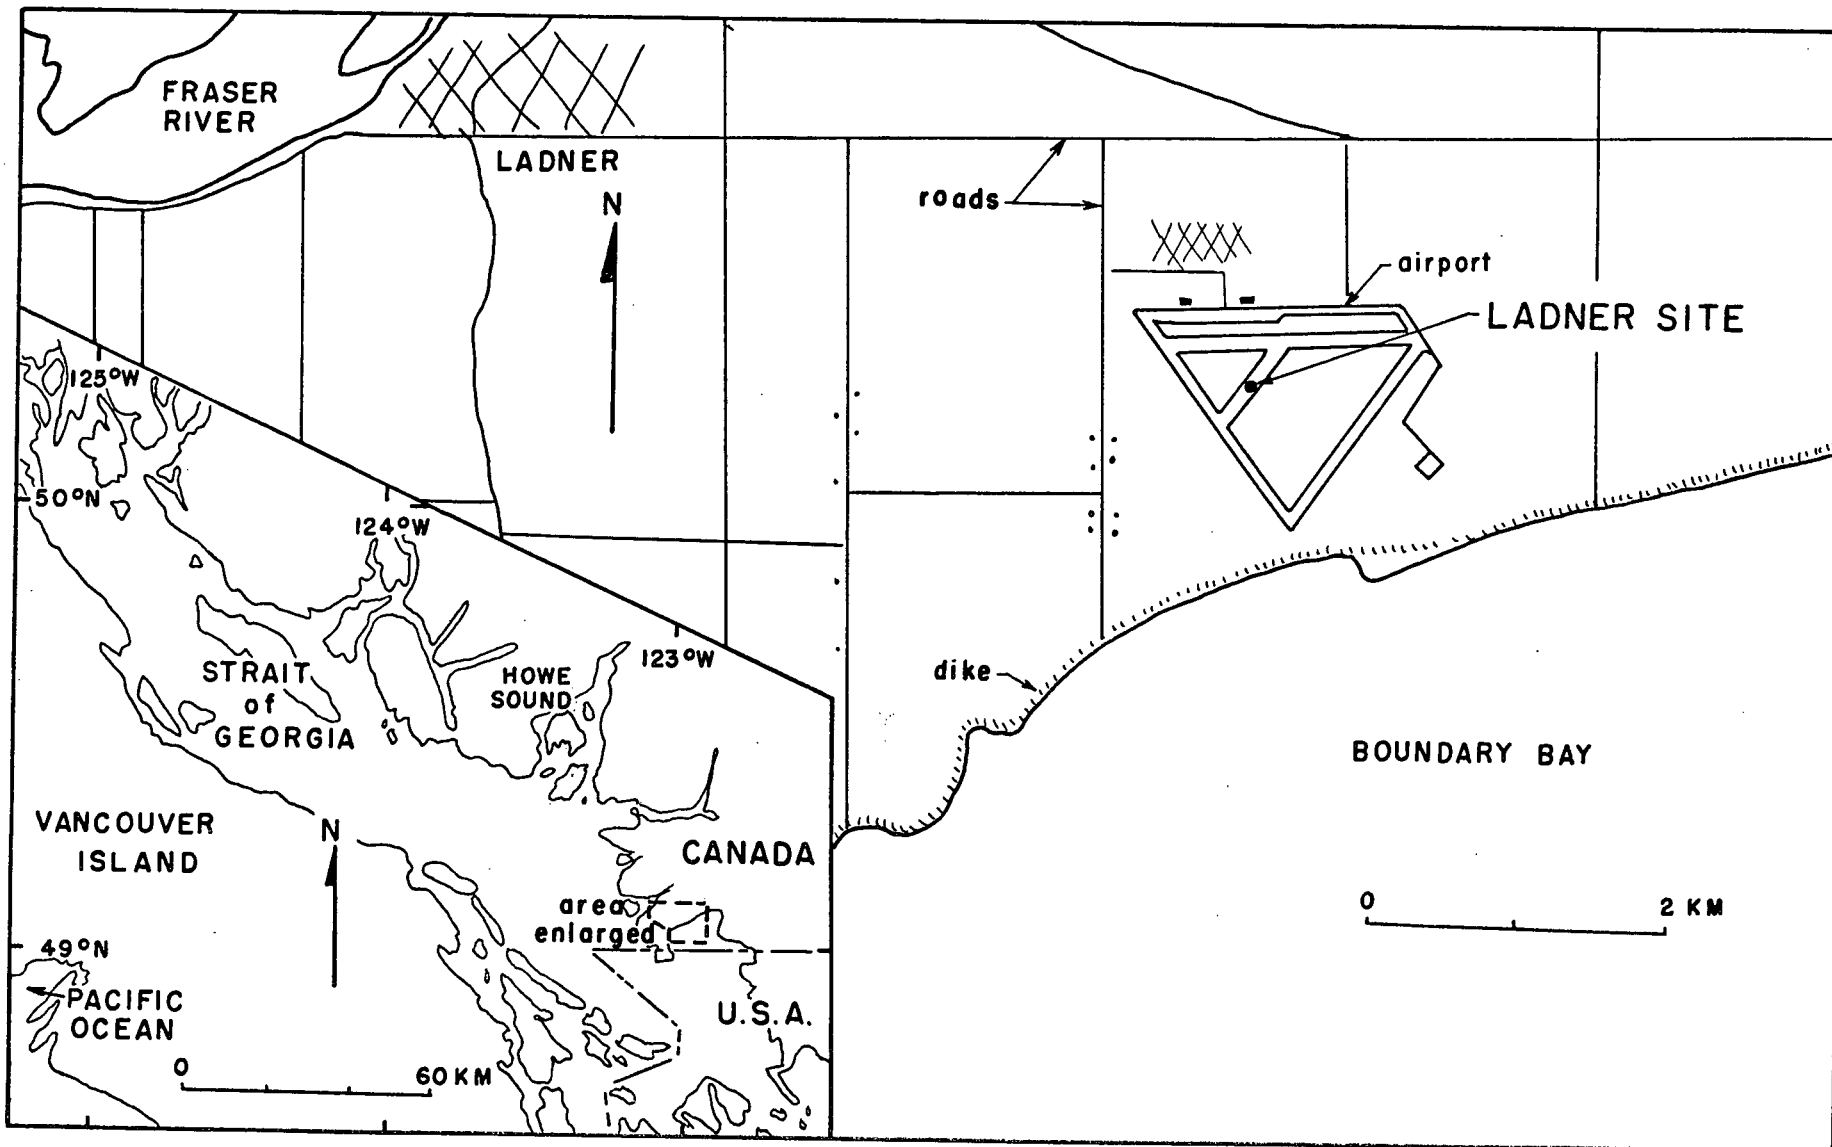 FRASER
RIVER
LADNER
N
roads
airport
LADNER SITE
125°W
50°N
124°W
123°W
STRAIT
of
GEORGIA
HOWE
SOUND
dike
BOUNDARY BAY
VANCOUVER
ISLAND
N
CANADA
area
enlarged
0 2 KM
49°N
PACIFIC
OCEAN
U.S.A.
0 60 KM